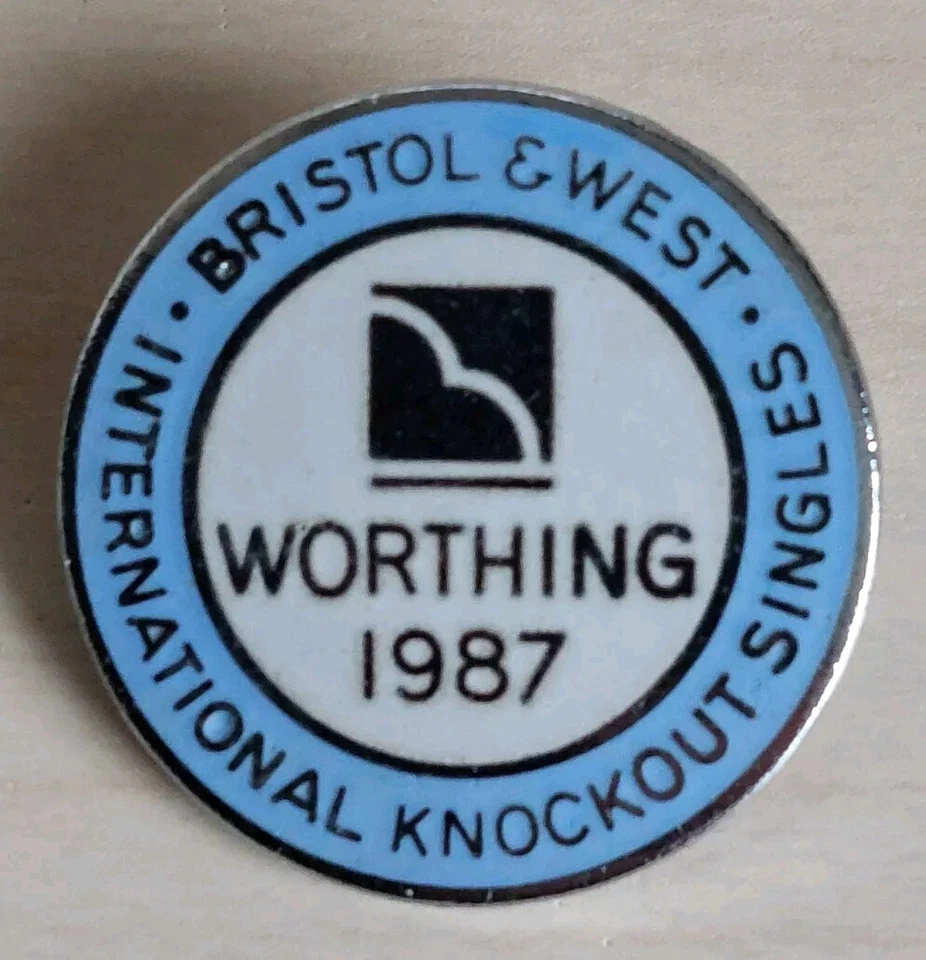 · BRISTOL & WEST ·
INTERNATIONAL KNOCKOUT SINGLES
WORTHING
1987